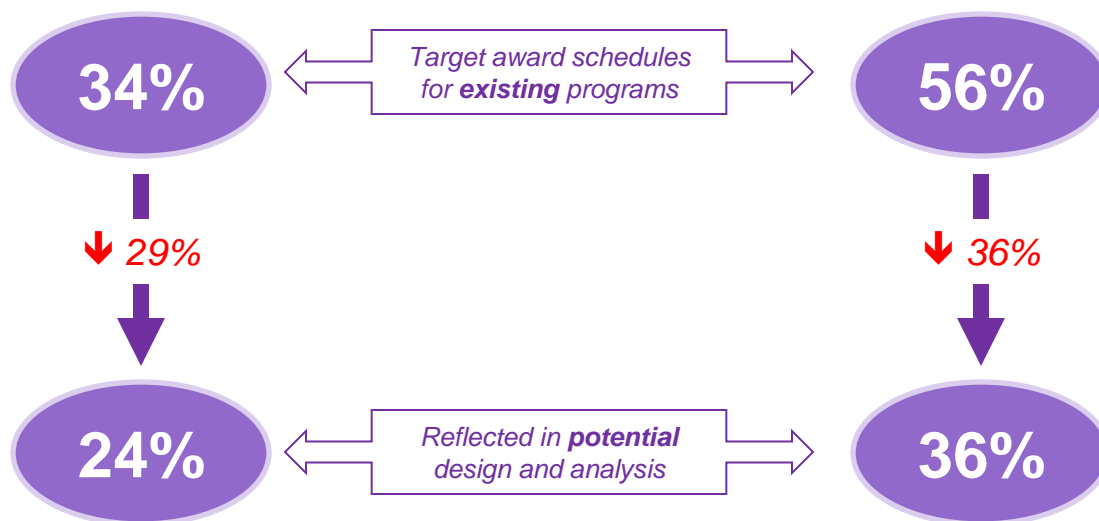 34%
Target award schedules
for existing programs
56%
🡻 29%
🡻 36%
24%
Reflected in potential
design and analysis
36%